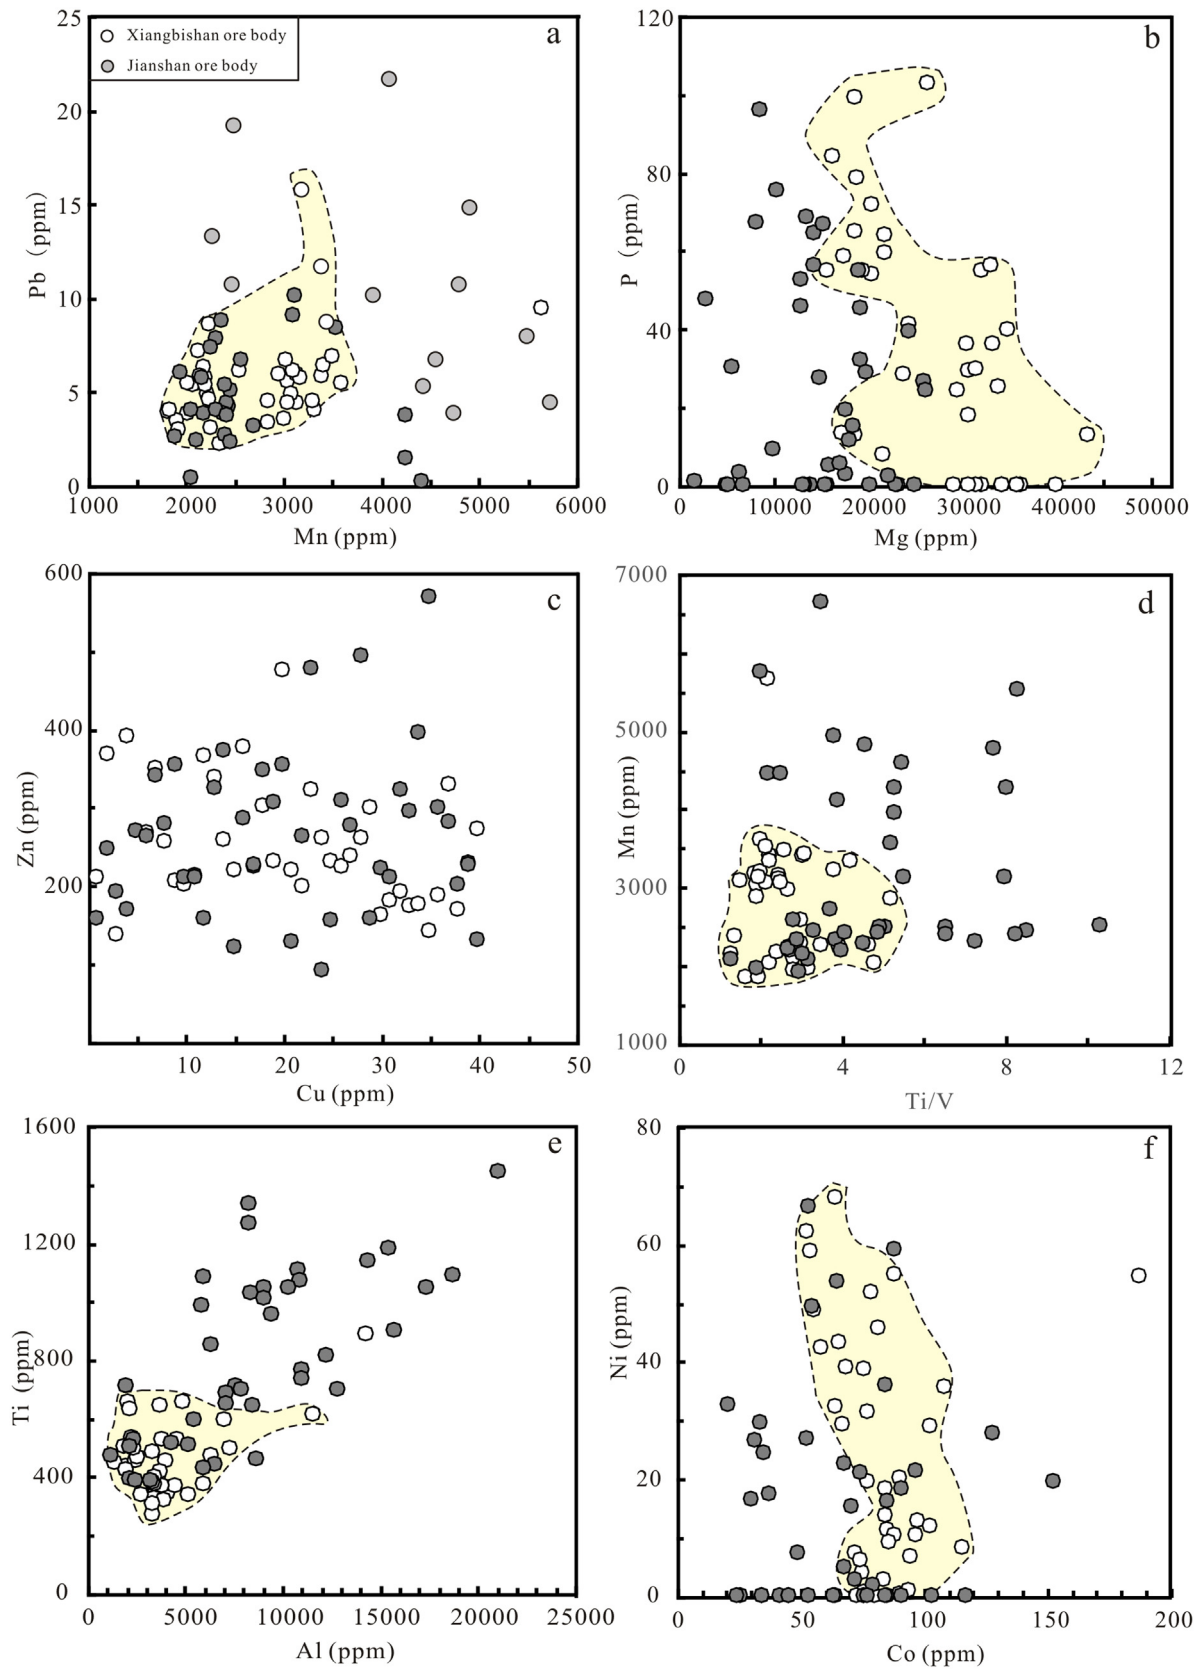 25
20
15
10
5
0
Pb (ppm)
Xiangbishan ore body
Jianshan ore body
a
1000 2000 3000 4000 5000 6000
Mn (ppm)
120
80
40
0
P (ppm)
b
0 10000 20000 30000 40000 50000
Mg (ppm)
600
400
200
Zn (ppm)
c
10 20 30 40 50
Cu (ppm)
7000
5000
3000
1000
Mn (ppm)
d
0 4 8 12
Ti/V
1600
1200
800
400
0
Ti (ppm)
e
0 5000 10000 15000 20000 25000
Al (ppm)
80
60
40
20
0
Ni (ppm)
f
0 50 100 150 200
Co (ppm)